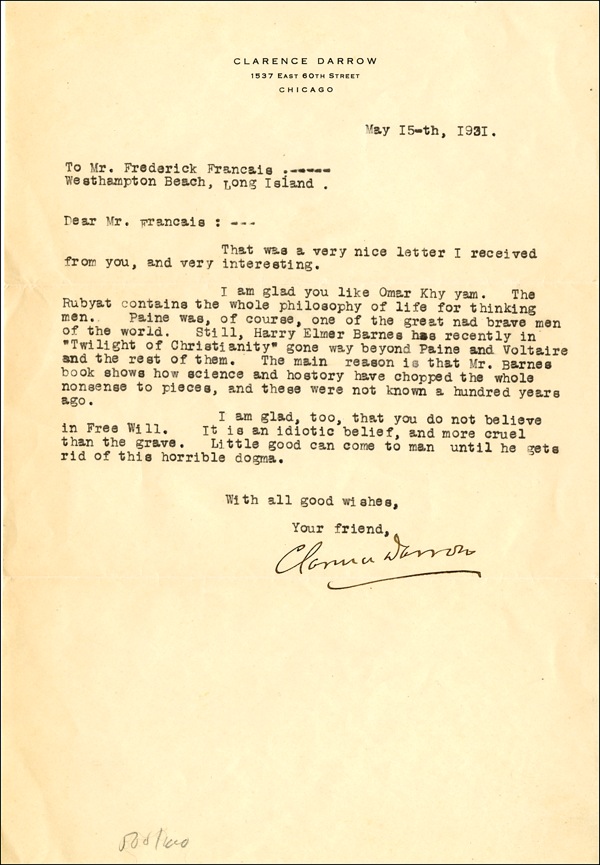 CLARENCE DARROW
1537 EAST 60TH STREET
CHICAGO
May I5-th, I931.
To Mr. Frederick Francais .-----
Westhampton Beach, Long Island .
Dear Mr. Francais : ---
That was a very nice letter I received
from you, and very interesting.
I am glad you like Omar Khy yam. The
Rubyat contains the whole philosophy of life for thinking
men. Paine was, of course, one of the great nad brave men
of the world. Still, Harry Elmer Barnes has recently in
"Twilight of Christianity" gone way beyond Paine and Voltaire
and the rest of them. The main reason is that Mr. Barnes
book shows how science and hostory have chopped the whole
nonsense to pieces, and these were not known a hundred years
ago.
I am glad, too, that you do not believe
in Free Will. It is an idiotic belief, and more cruel
than the grave. Little good can come to man until he gets
rid of this horrible dogma.
With all good wishes,
Your friend,
Clarence Darrow